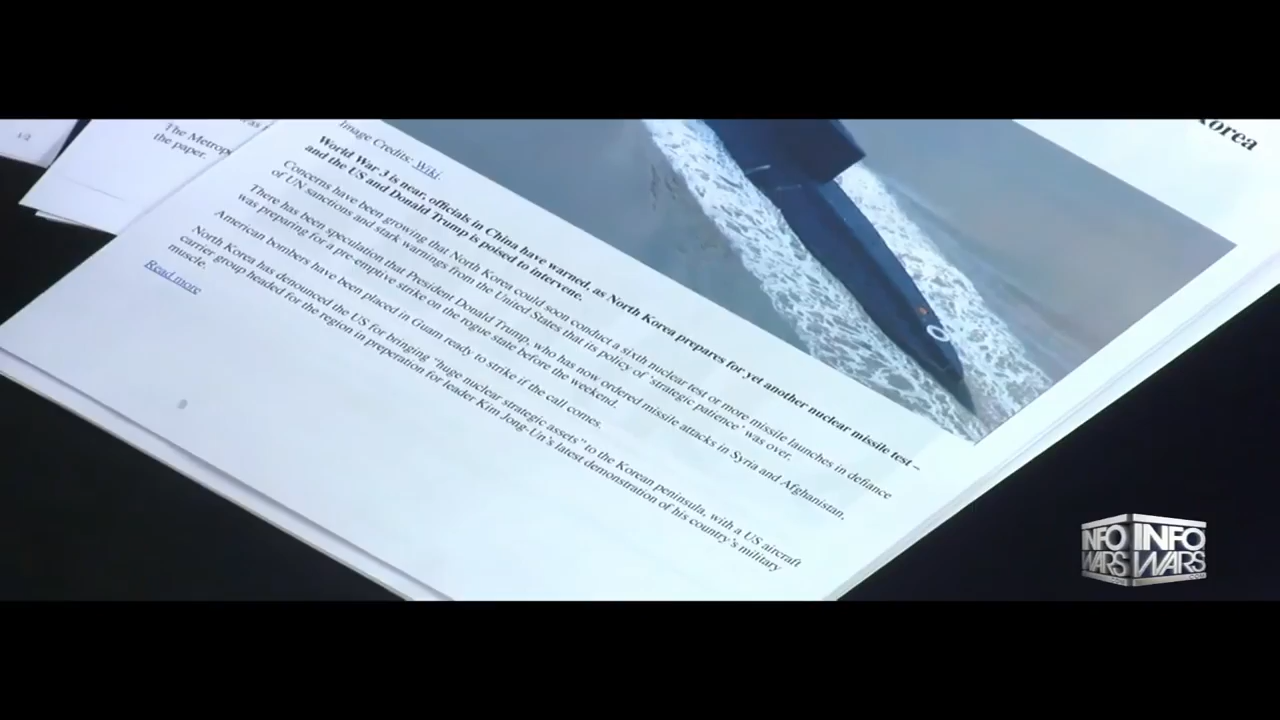 1/2
The Metrop
the paper.
Korea
Image Credits: Wiki.
World War 3 is near, officials in China have warned, as North Korea prepares for yet another nuclear missile test –
and the US and Donald Trump is poised to intervene.
Concerns have been growing that North Korea could soon conduct a sixth nuclear test or more missile launches in defiance
of UN sanctions and stark warnings from the United States that its policy of 'strategic patience' was over.
There has been speculation that President Donald Trump, who has now ordered missile attacks in Syria and Afghanistan,
was preparing for a pre-emptive strike on the rogue state before the weekend.
American bombers have been placed in Guam ready to strike if the call comes.
North Korea has denounced the US for bringing "huge nuclear strategic assets" to the Korean peninsula, with a US aircraft
carrier group headed for the region in preperation for leader Kim Jong-Un's latest demonstration of his country's military
muscle.
Read more
INFO INFO
WARS WARS
.COM